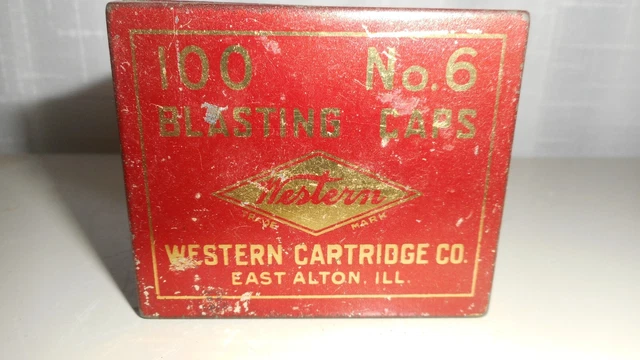 100 No. 6
BLASTING CAPS
Western
TRADE MARK
WESTERN CARTRIDGE CO.
EAST ALTON, ILL.